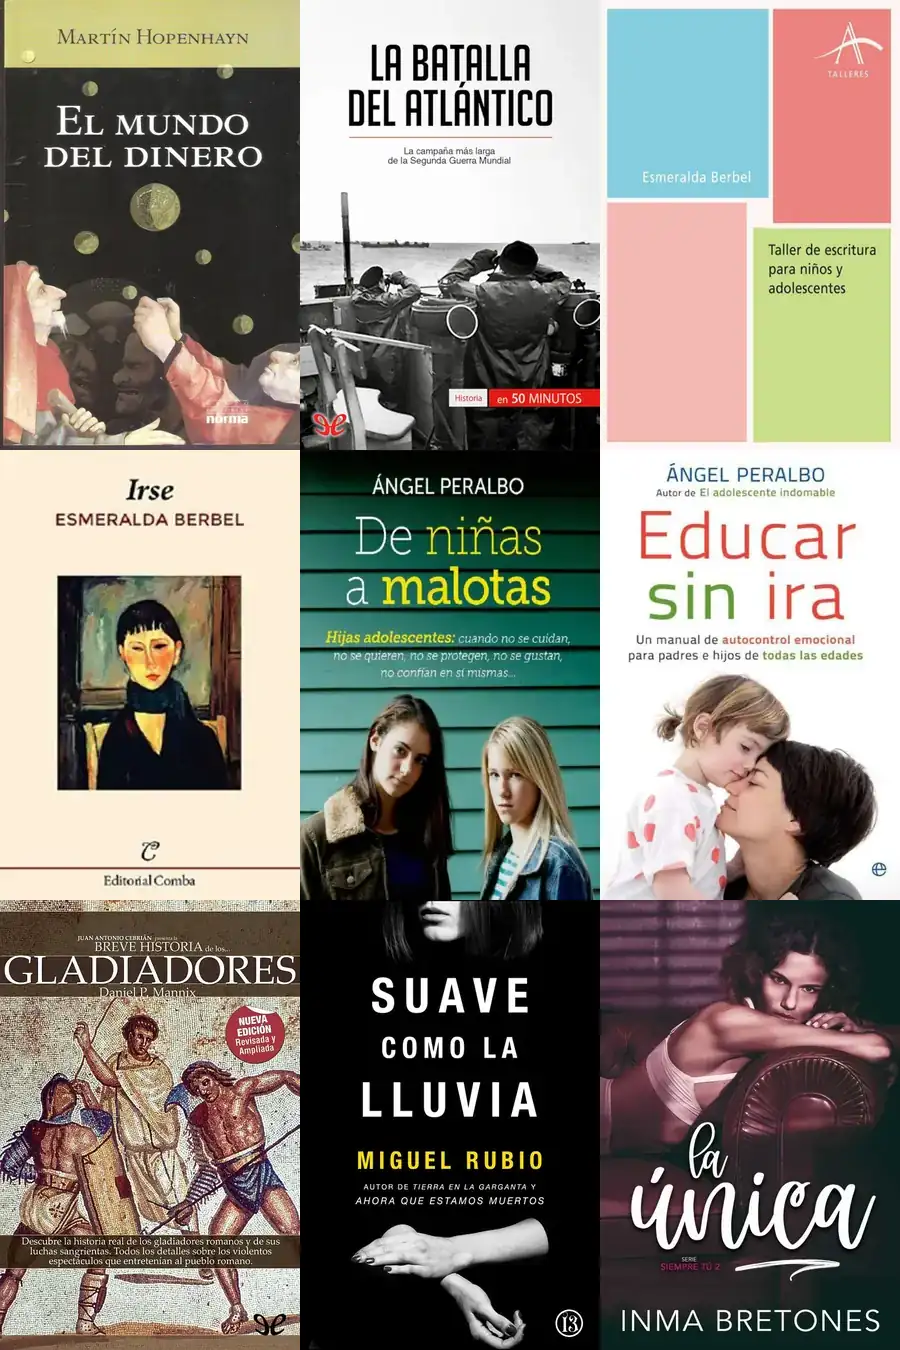 MARTÍN HOPENHAYN
EL MUNDO
DEL DINERO
norma
LA BATALLA
DEL ATLÁNTICO
La campaña más larga
de la Segunda Guerra Mundial
Historia en 50 MINUTOS
TALLERES
Esmeralda Berbel
Taller de escritura
para niños y
adolescentes
Irse
ESMERALDA BERBEL
Editorial Comba
ÁNGEL PERALBO
De niñas
a malotas
Hijas adolescentes: cuando no se cuidan,
no se quieren, no se protegen, no se gustan,
no confían en sí mismas...
ÁNGEL PERALBO
Autor de El adolescente indomable
Educar
sin ira
Un manual de autocontrol emocional
para padres e hijos de todas las edades
JUAN ANTONIO CEBRIÁN presenta la
BREVE HISTORIA de los...
GLADIADORES
Daniel P. Mannix
NUEVA
EDICIÓN
Revisada y
Ampliada
Descubre la historia real de los gladiadores romanos y de sus
luchas sangrientas. Todos los detalles sobre los violentos
espectáculos que entretenían al pueblo romano.
SUAVE
COMO LA
LLUVIA
MIGUEL RUBIO
AUTOR DE TIERRA EN LA GARGANTA Y
AHORA QUE ESTAMOS MUERTOS
13
la
única
SERIE
SIEMPRE TÚ 2
INMA BRETONES